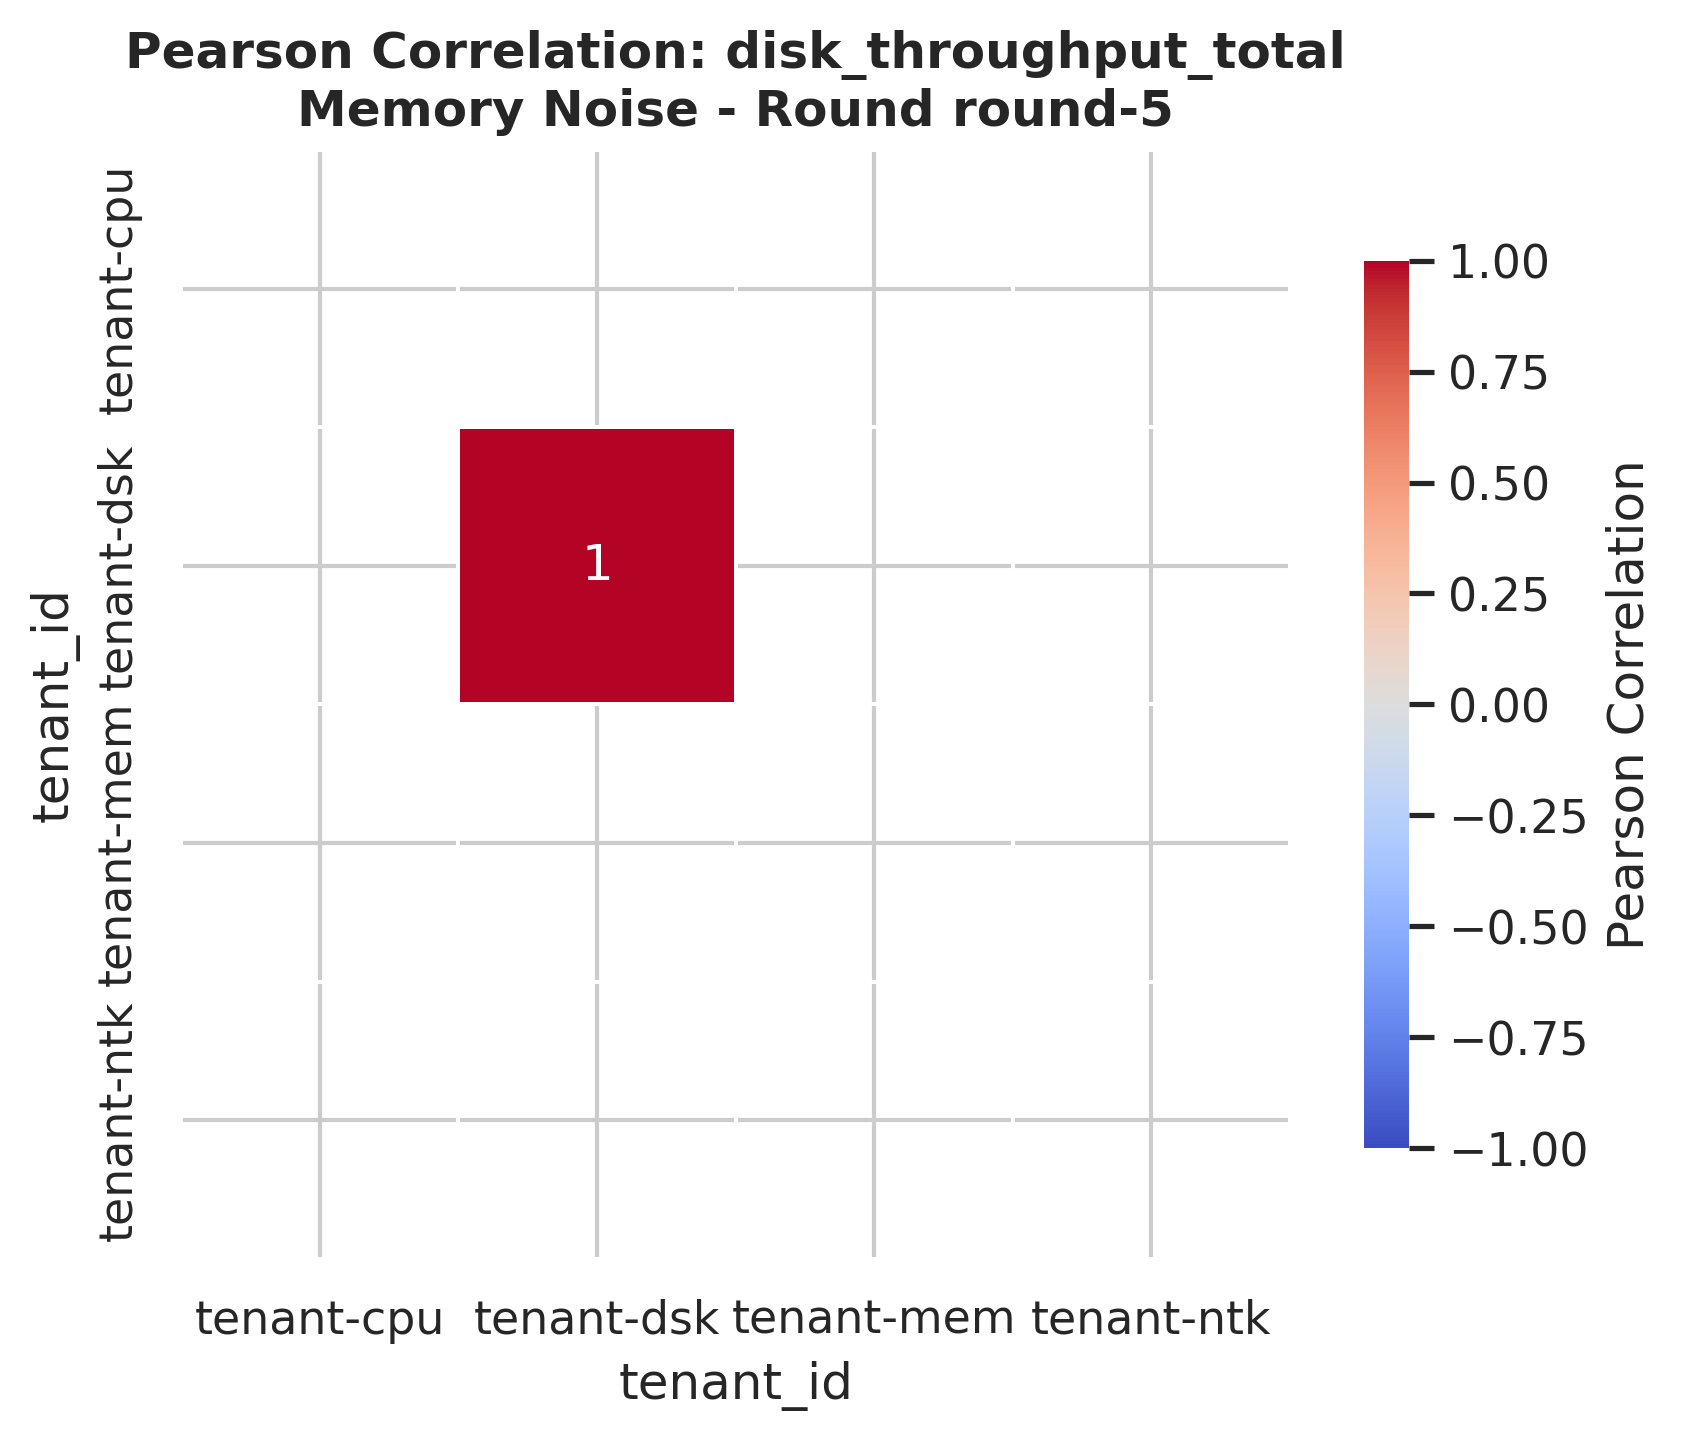 Pearson Correlation: disk_throughput_total
Memory Noise - Round round-5
tenant_id
tenant-cpu
tenant-dsk
tenant-mem
tenant-ntk
1
tenant-cpu
tenant-dsk
tenant-mem
tenant-ntk
tenant_id
1.00
0.75
0.50
0.25
0.00
−0.25
−0.50
−0.75
−1.00
Pearson Correlation